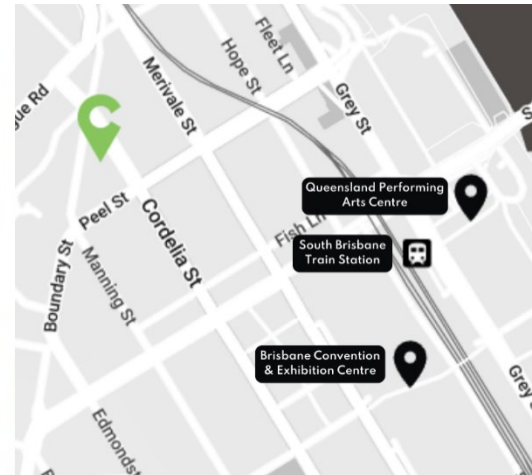 Fleet Ln
Hope St
Merivale St
Grey St
gue Rd
S
Queensland Performing
Arts Centre
Peel St
Cordelia St
Fish Ln
South Brisbane
Train Station
Boundary St
Manning St
Brisbane Convention
& Exhibition Centre
Grey S
Edmondst